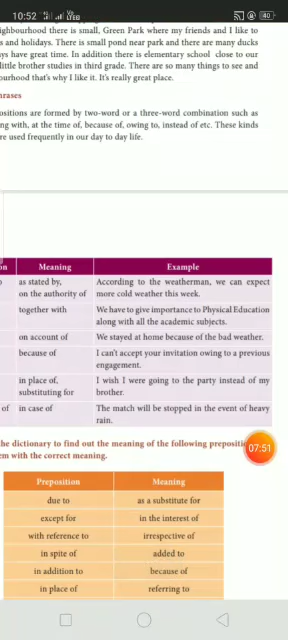 10:52
ighbourhood there is small, Green Park where my friends and I like to
s and holidays. There is small pond near park and there are many ducks
ys have great time. In addition there is elementary school close to our
little brother studies in third grade. There are so many things to see and
ourhood that's why I like it. It's really great place.
hrases
ositions are formed by two-word or a three-word combination such as
ng with, at the time of, because of, owing to, instead of etc. These kinds
re used frequently in our day to day life.
on Meaning Example
o as stated by, According to the weatherman, we can expect
on the authority of more cold weather this week.
together with We have to give importance to Physical Education
along with all the academic subjects.
on account of We stayed at home because of the bad weather.
because of I can't accept your invitation owing to a previous
engagement.
in place of, I wish I were going to the party instead of my
substituting for brother.
of in case of The match will be stopped in the event of heavy
rain.
he dictionary to find out the meaning of the following prepositi
em with the correct meaning.
07:51
Preposition Meaning
due to as a substitute for
except for in the interest of
with reference to irrespective of
in spite of added to
in addition to because of
in place of referring to